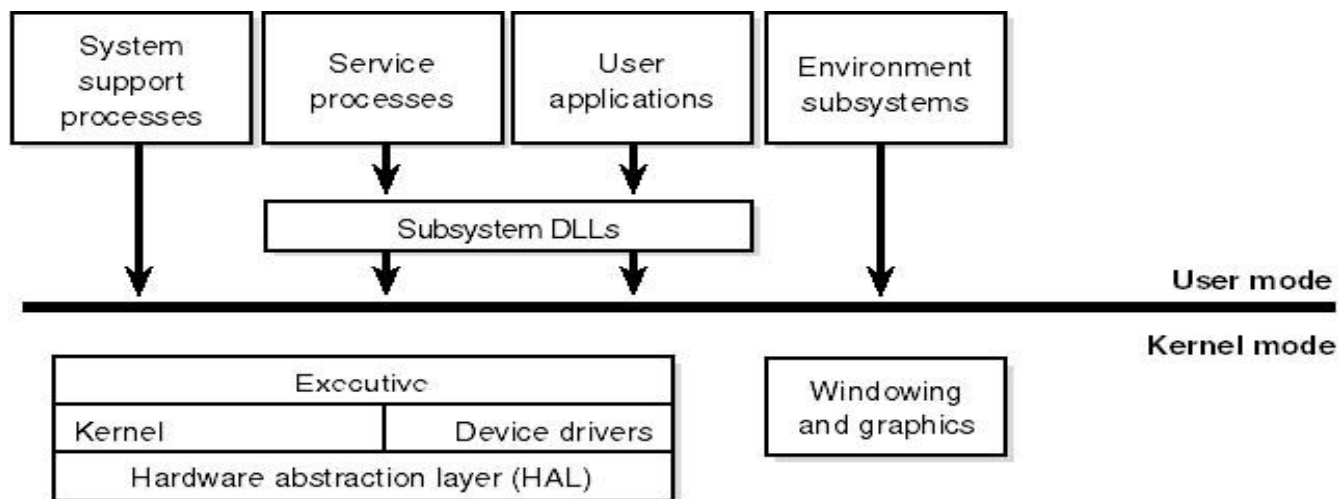 System
support
processes
Service
processes
User
applications
Environment
subsystems
Subsystem DLLs
User mode
Kernel mode
Executive
Kernel
Device drivers
Hardware abstraction layer (HAL)
Windowing
and graphics